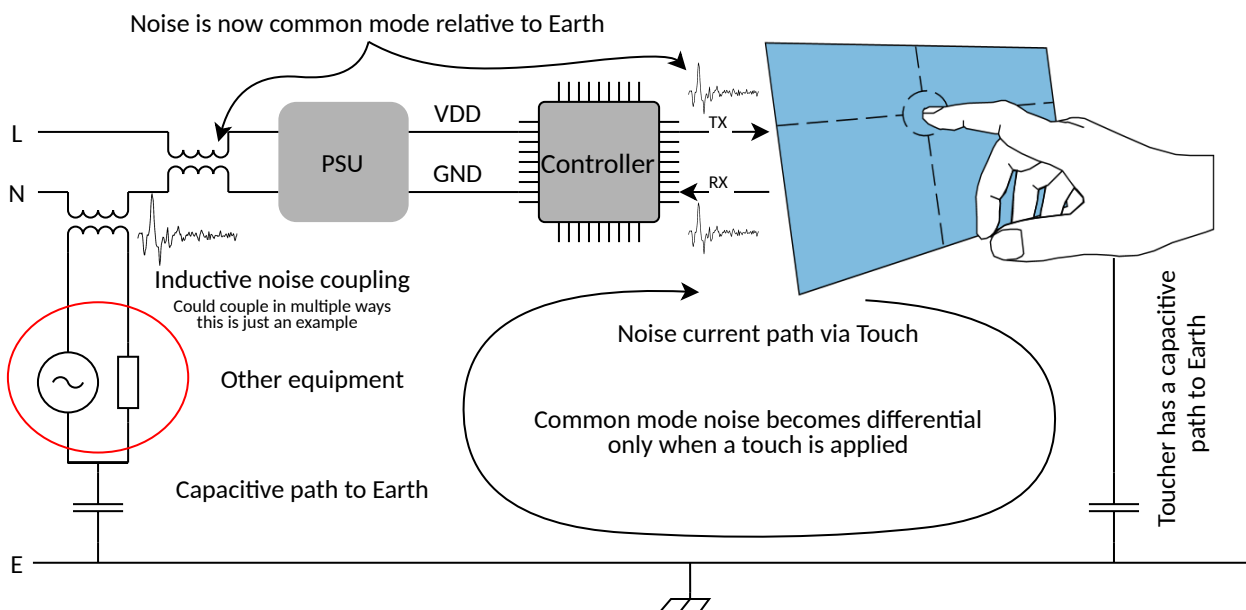 Noise is now common mode relative to Earth
L
VDD
TX
PSU
Controller
N
GND
RX
Inductive noise coupling
Could couple in multiple ways
this is just an example
Noise current path via Touch
Other equipment
Common mode noise becomes differential
only when a touch is applied
Capacitive path to Earth
Toucher has a capacitive
path to Earth
E